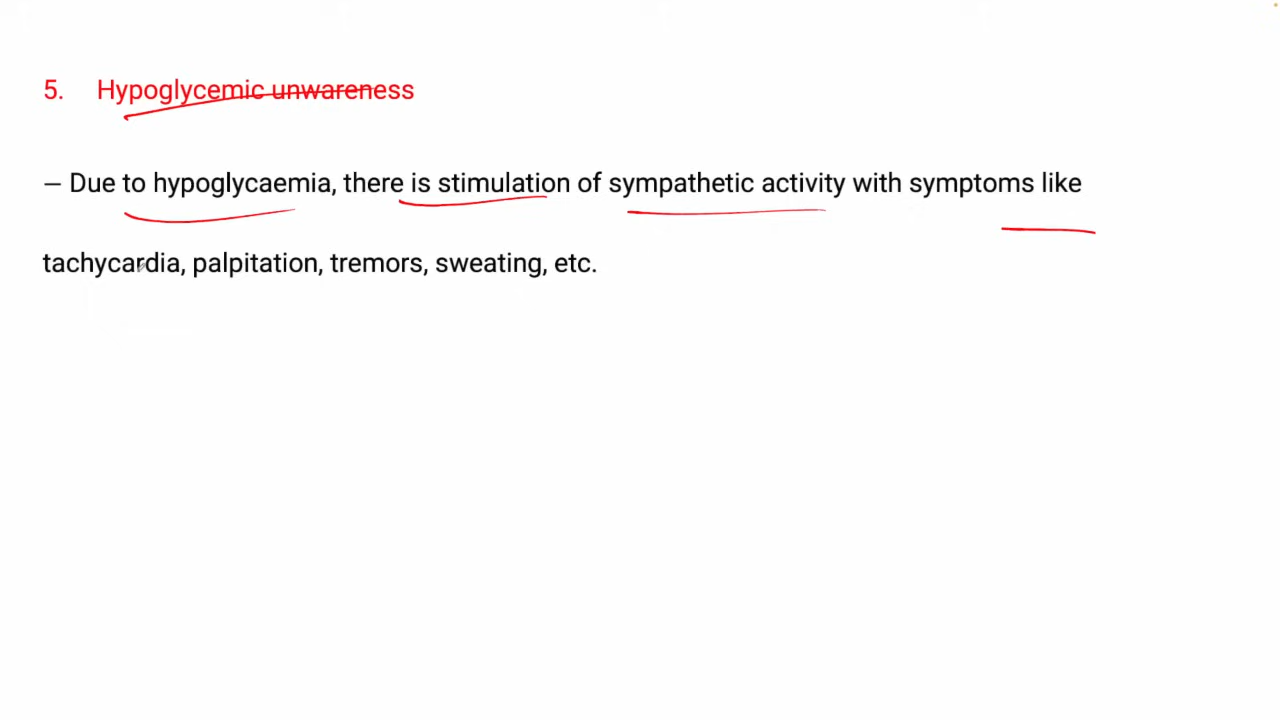 5. Hypoglycemic unwareness
– Due to hypoglycaemia, there is stimulation of sympathetic activity with symptoms like
tachycardia, palpitation, tremors, sweating, etc.